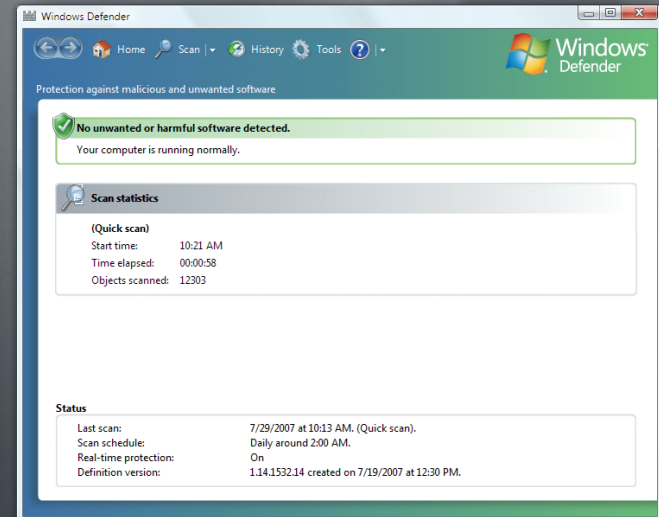 Windows Defender
Home Scan History Tools ?
Windows
Defender
Protection against malicious and unwanted software
No unwanted or harmful software detected.
Your computer is running normally.
Scan statistics
(Quick scan)
Start time: 10:21 AM
Time elapsed: 00:00:58
Objects scanned: 12303
Status
Last scan: 7/29/2007 at 10:13 AM. (Quick scan).
Scan schedule: Daily around 2:00 AM.
Real-time protection: On
Definition version: 1.14.1532.14 created on 7/19/2007 at 12:30 PM.